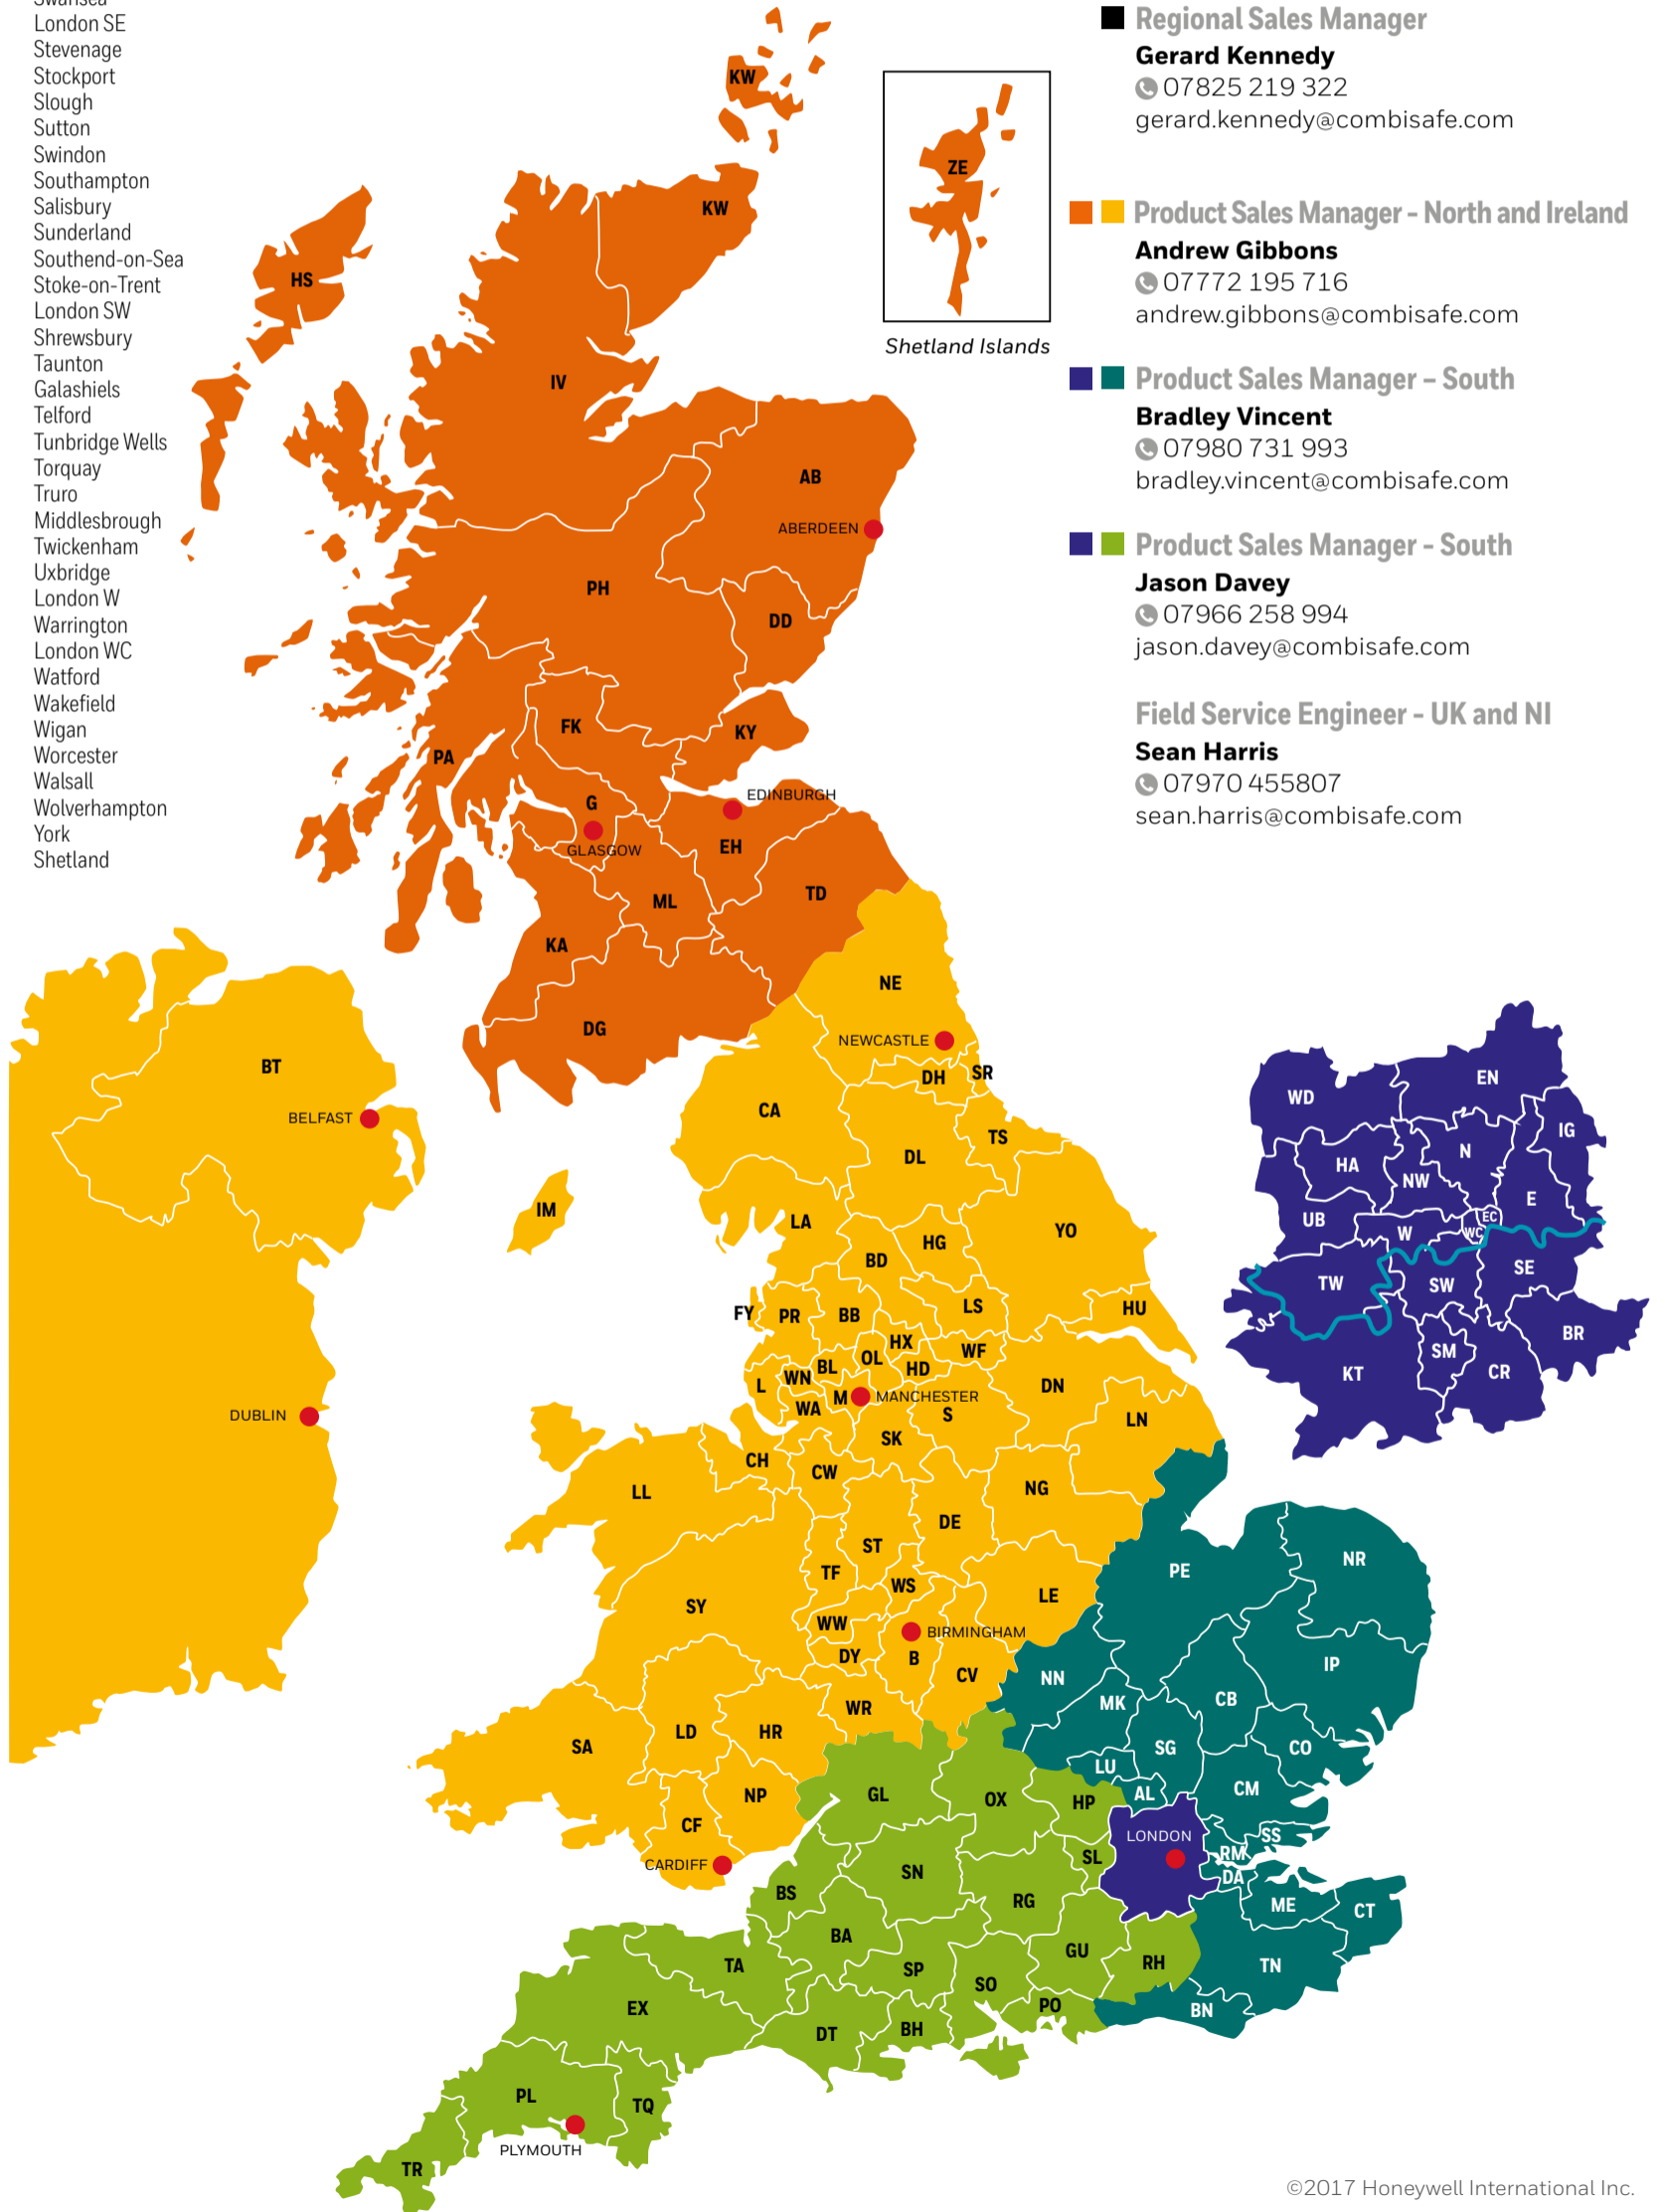 Swansea
London SE
Stevenage
Stockport
Slough
Sutton
Swindon
Southampton
Salisbury
Sunderland
Southend-on-Sea
Stoke-on-Trent
London SW
Shrewsbury
Taunton
Galashiels
Telford
Tunbridge Wells
Torquay
Truro
Middlesbrough
Twickenham
Uxbridge
London W
Warrington
London WC
Watford
Wakefield
Wigan
Worcester
Walsall
Wolverhampton
York
Shetland
Regional Sales Manager
Gerard Kennedy
07825 219 322
gerard.kennedy@combisafe.com
Product Sales Manager - North and Ireland
Andrew Gibbons
07772 195 716
andrew.gibbons@combisafe.com
Product Sales Manager – South
Bradley Vincent
07980 731 993
bradley.vincent@combisafe.com
Product Sales Manager - South
Jason Davey
07966 258 994
jason.davey@combisafe.com
Field Service Engineer - UK and NI
Sean Harris
07970 455807
sean.harris@combisafe.com
KW
ZE
Shetland Islands
KW
HS
IV
AB
ABERDEEN
PH
DD
FK
KY
PA
G
EDINBURGH
GLASGOW
EH
ML
TD
KA
DG
NE
NEWCASTLE
BT
BELFAST
DH
SR
CA
TS
DL
IM
LA
YO
HG
BD
FY
PR
BB
LS
HU
HX
WF
OL
BL
HD
WN
L
M
MANCHESTER
DN
WA
S
LN
DUBLIN
SK
CH
CW
LL
NG
DE
ST
TF
WS
LE
SY
WW
BIRMINGHAM
DY
B
CV
WR
LD
HR
SA
NP
CF
CARDIFF
WD
EN
IG
HA
N
NW
E
UB
W
WC
EC
TW
SW
SE
BR
KT
SM
CR
PE
NR
NN
IP
MK
CB
SG
CO
LU
AL
CM
GL
OX
HP
LONDON
SS
RM
SL
DA
SN
BS
RG
ME
CT
BA
GU
TA
SP
RH
TN
SO
EX
PO
BN
DT
BH
PL
TQ
PLYMOUTH
TR
©2017 Honeywell International Inc.